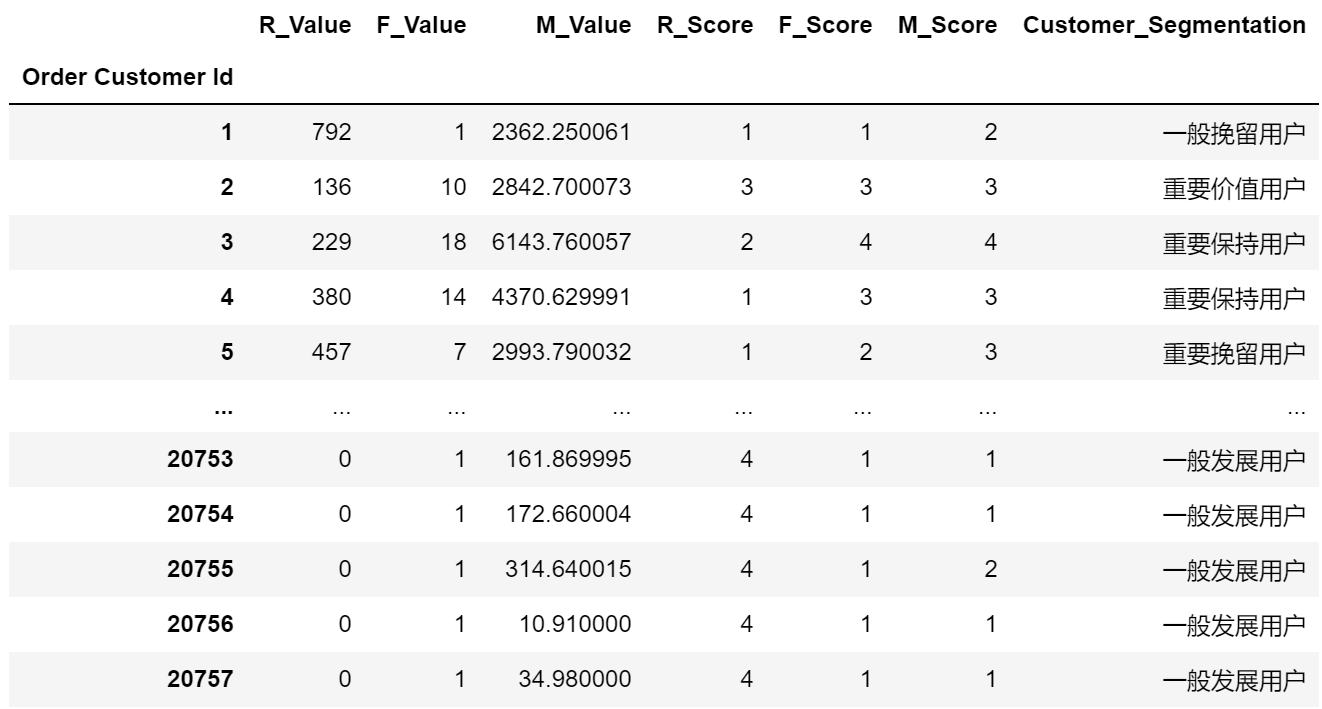 R_Value F_Value M_Value R_Score F_Score M_Score Customer_Segmentation
Order Customer Id
1 792 1 2362.250061 1 1 2 一般挽留用户
2 136 10 2842.700073 3 3 3 重要价值用户
3 229 18 6143.760057 2 4 4 重要保持用户
4 380 14 4370.629991 1 3 3 重要保持用户
5 457 7 2993.790032 1 2 3 重要挽留用户
... ... ... ... ... ... ... ...
20753 0 1 161.869995 4 1 1 一般发展用户
20754 0 1 172.660004 4 1 1 一般发展用户
20755 0 1 314.640015 4 1 2 一般发展用户
20756 0 1 10.910000 4 1 1 一般发展用户
20757 0 1 34.980000 4 1 1 一般发展用户